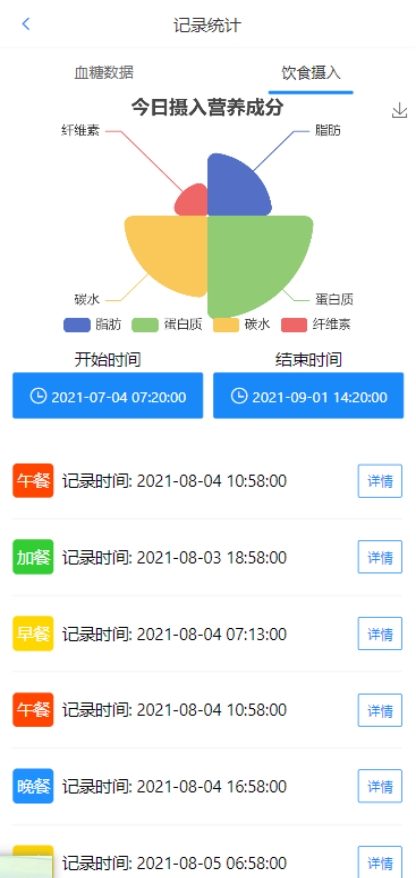 记录统计
血糖数据 饮食摄入
今日摄入营养成分
纤维素 脂肪
碳水 蛋白质
脂肪 蛋白质 碳水 纤维素
开始时间 结束时间
2021-07-04 07:20:00 2021-09-01 14:20:00
午餐 记录时间: 2021-08-04 10:58:00 详情
加餐 记录时间: 2021-08-03 18:58:00 详情
早餐 记录时间: 2021-08-04 07:13:00 详情
午餐 记录时间: 2021-08-04 10:58:00 详情
晚餐 记录时间: 2021-08-04 16:58:00 详情
记录时间: 2021-08-05 06:58:00 详情